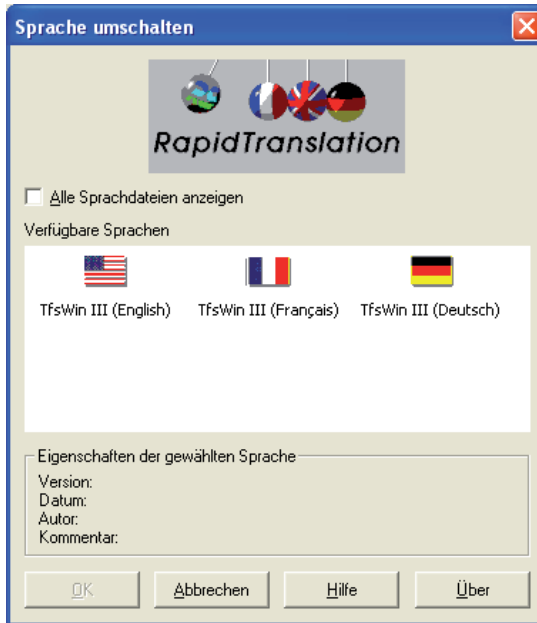 Sprache umschalten
RapidTranslation
Alle Sprachdateien anzeigen
Verfügbare Sprachen
TfsWin III (English) TfsWin III (Français) TfsWin III (Deutsch)
Eigenschaften der gewählten Sprache
Version:
Datum:
Autor:
Kommentar:
OK Abbrechen Hilfe Über